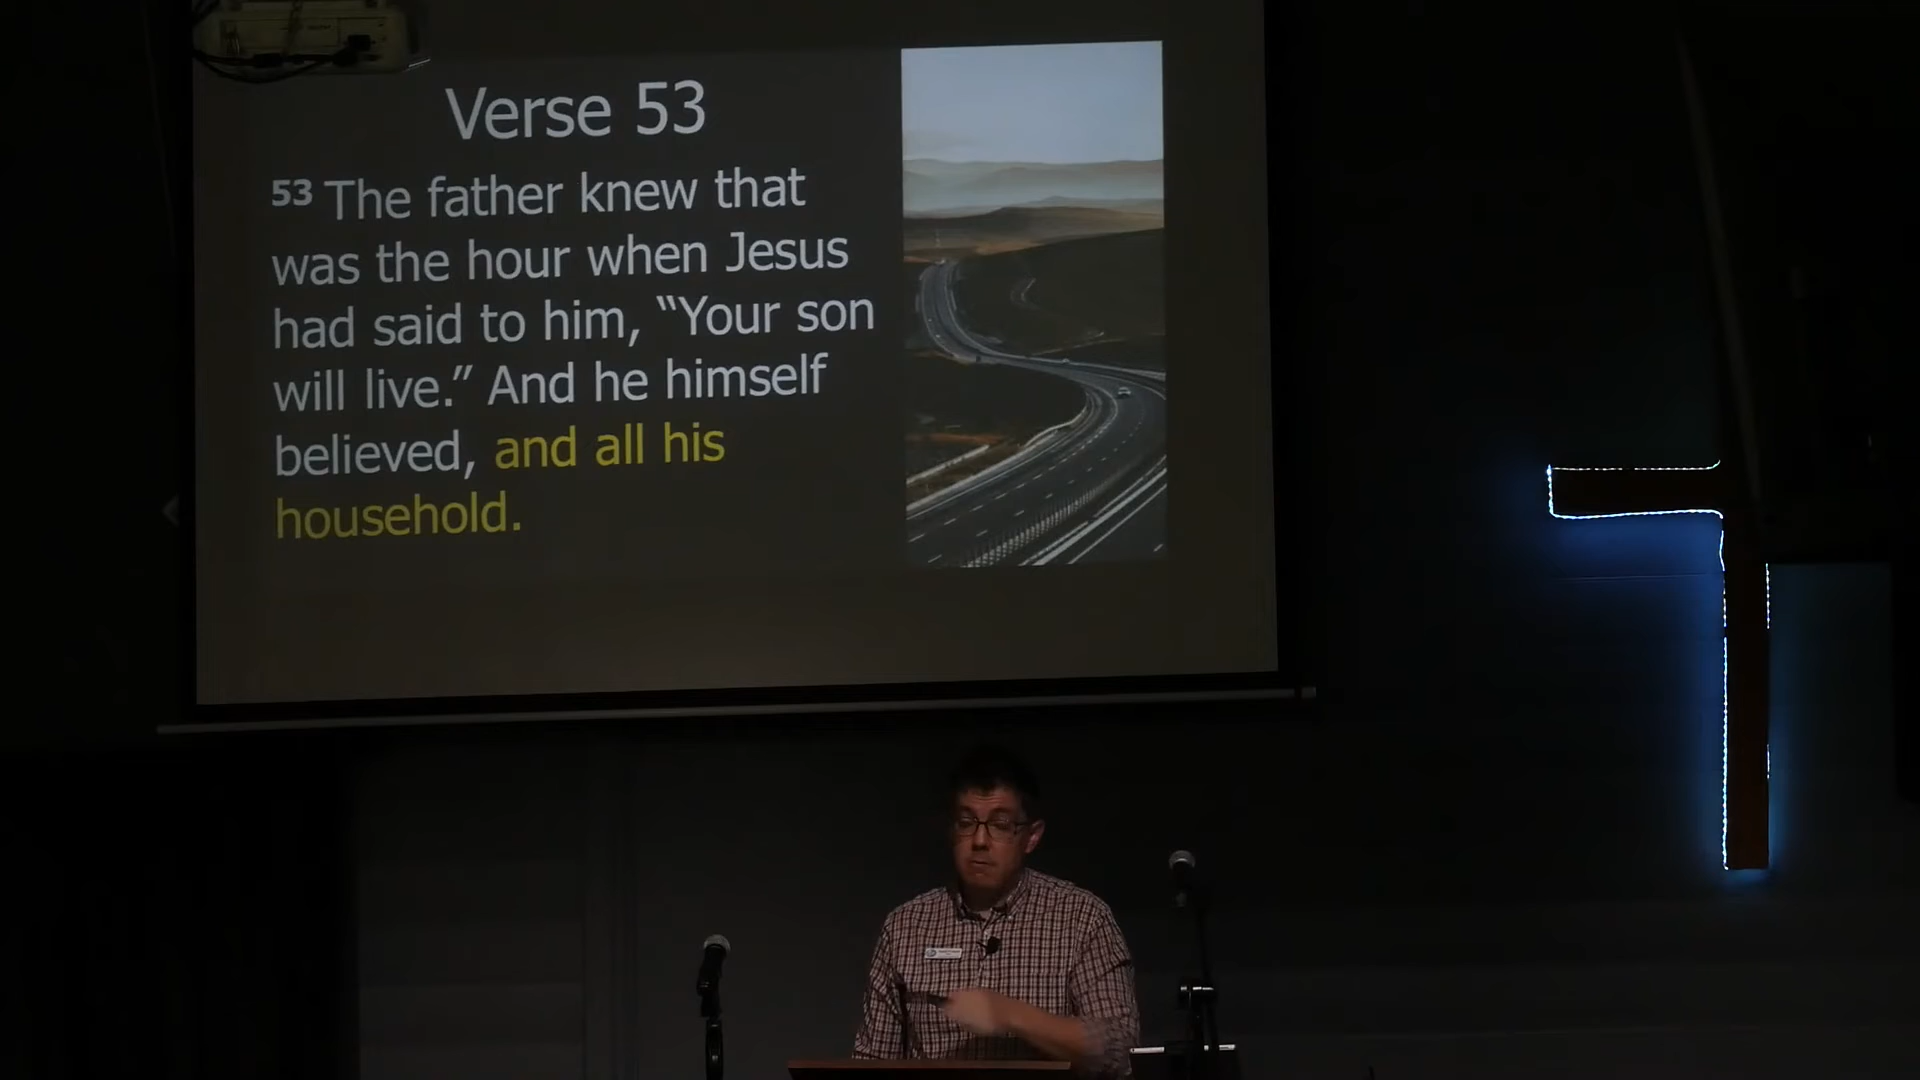 Verse 53
53 The father knew that
was the hour when Jesus
had said to him, “Your son
will live.” And he himself
believed, and all his
household.